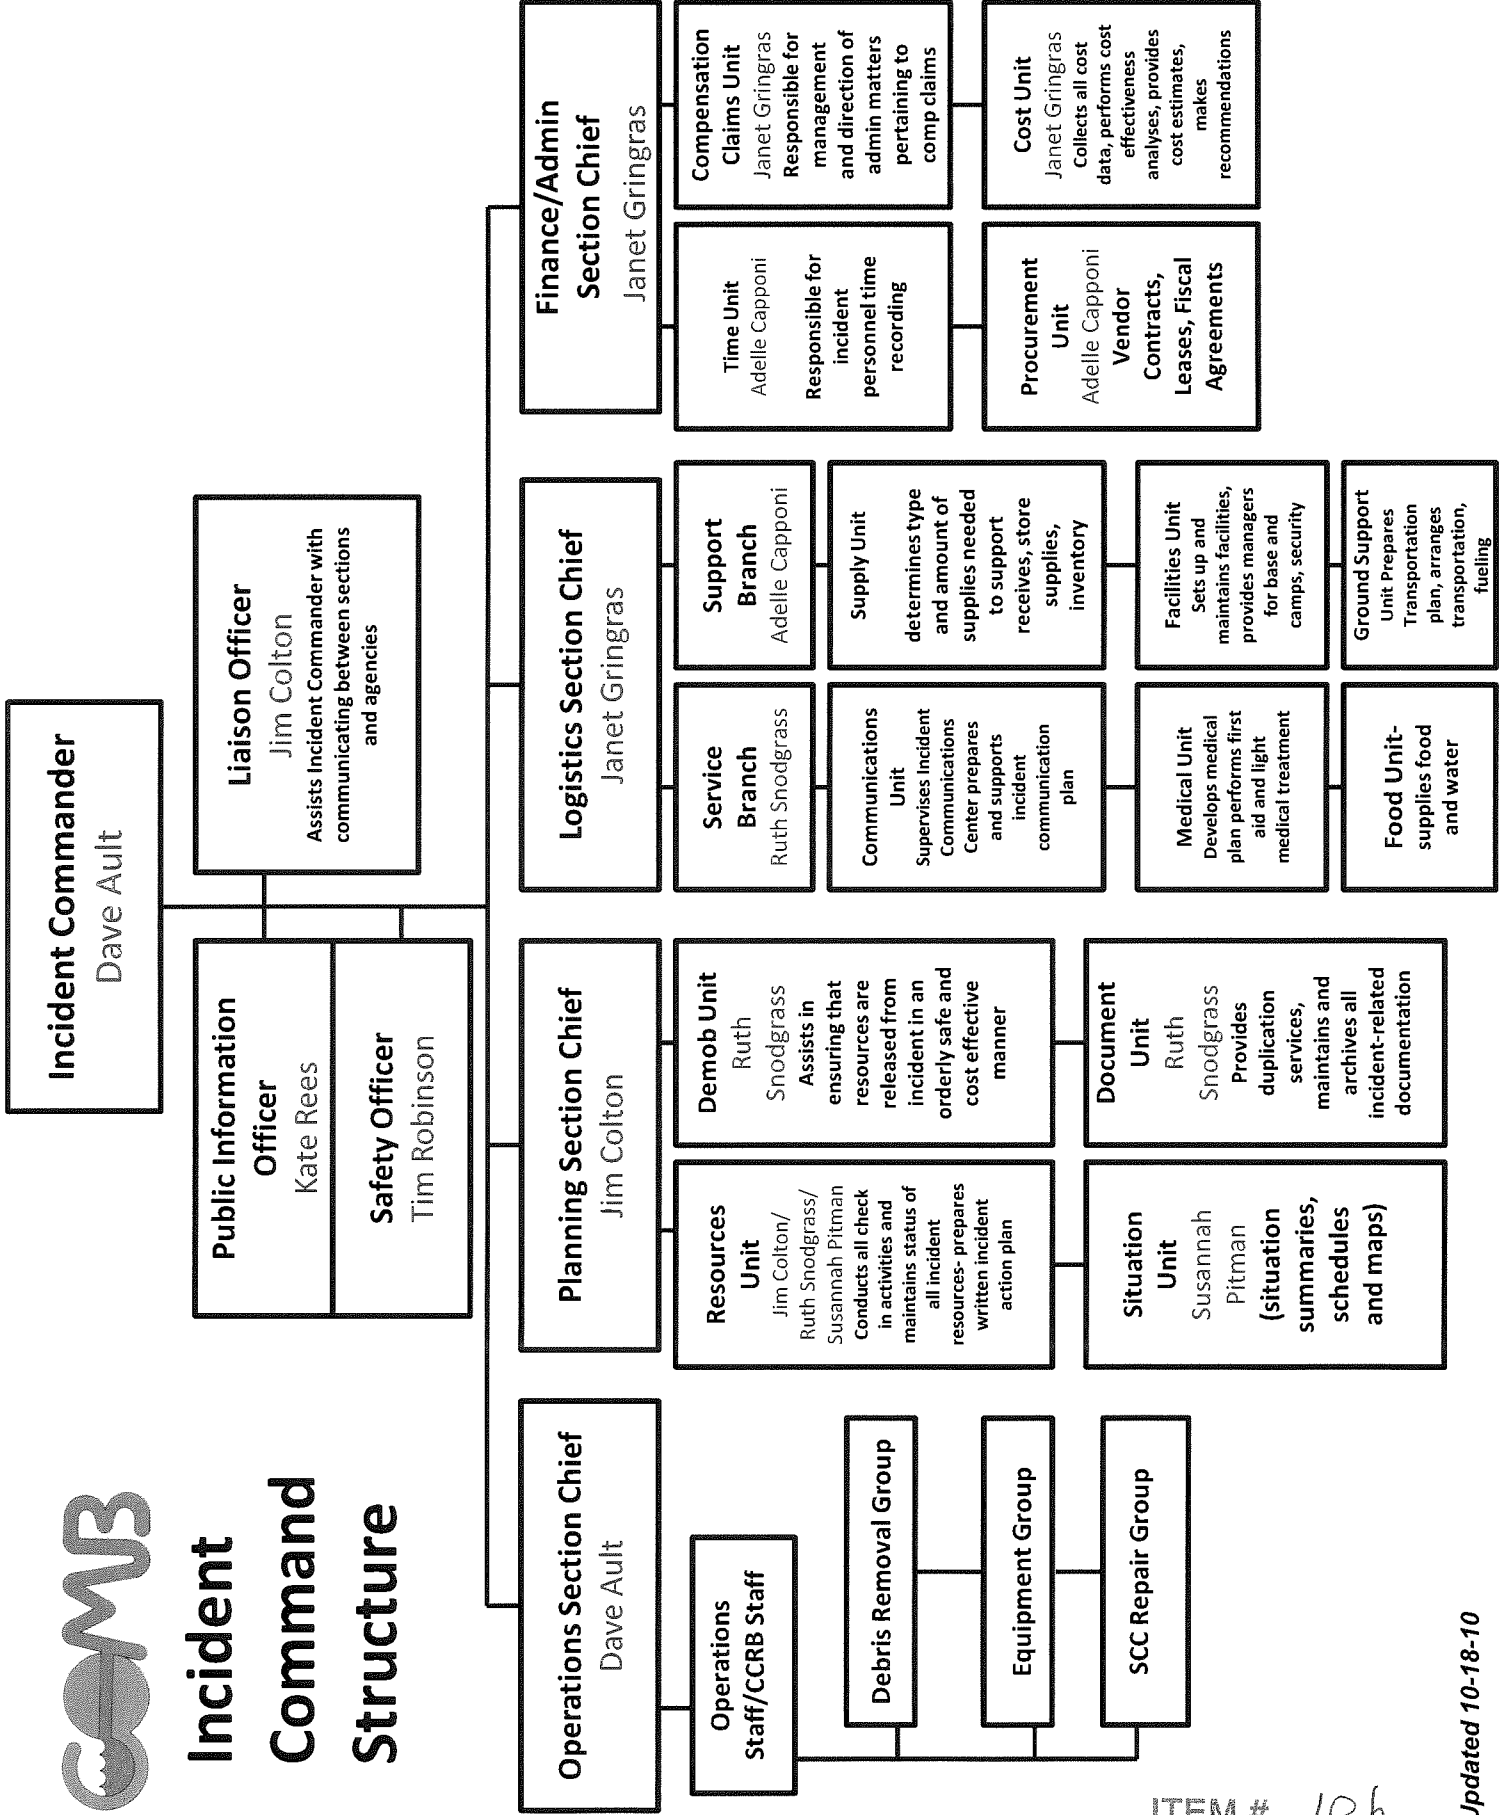 COMB
Incident
Command
Structure
Incident Commander
Dave Ault
Public Information
Officer
Kate Rees
Safety Officer
Tim Robinson
Liaison Officer
Jim Colton
Assists Incident Commander with
communicating between sections
and agencies
Operations Section Chief
Dave Ault
Operations
Staff/CCRB Staff
Debris Removal Group
Equipment Group
SCC Repair Group
Planning Section Chief
Jim Colton
Resources
Unit
Jim Colton/
Ruth Snodgrass/
Susannah Pitman
Conducts all check
in activities and
maintains status of
all incident
resources- prepares
written incident
action plan
Demob Unit
Ruth
Snodgrass
Assists in
ensuring that
resources are
released from
incident in an
orderly safe and
cost effective
manner
Situation
Unit
Susannah
Pitman
(situation
summaries,
schedules
and maps)
Document
Unit
Ruth
Snodgrass
Provides
duplication
services,
maintains and
archives all
incident-related
documentation
Logistics Section Chief
Janet Gringras
Service
Branch
Ruth Snodgrass
Communications
Unit
Supervises Incident
Communications
Center prepares
and supports
incident
communication
plan
Medical Unit
Develops medical
plan performs first
aid and light
medical treatment
Food Unit-
supplies food
and water
Support
Branch
Adelle Capponi
Supply Unit
determines type
and amount of
supplies needed
to support
receives, store
supplies,
inventory
Facilities Unit
Sets up and
maintains facilities,
provides managers
for base and
camps, security
Ground Support
Unit Prepares
Transportation
plan, arranges
transportation,
fueling
Finance/Admin
Section Chief
Janet Gringras
Time Unit
Adelle Capponi
Responsible for
incident
personnel time
recording
Compensation
Claims Unit
Janet Gringras
Responsible for
management
and direction of
admin matters
pertaining to
comp claims
Procurement
Unit
Adelle Capponi
Vendor
Contracts,
Leases, Fiscal
Agreements
Cost Unit
Janet Gringras
Collects all cost
data, performs cost
effectiveness
analyses, provides
cost estimates,
makes
recommendations
Updated 10-18-10
ITEM #